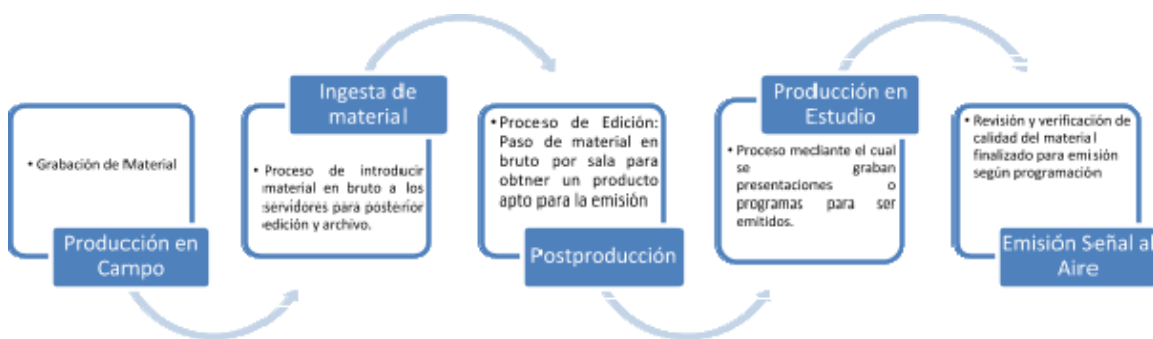 • Grabación de Material
Producción en
Campo
Ingesta de
material
• Proceso de introducir
material en bruto a los
servidores para posterior
edición y archivo.
• Proceso de Edición:
Paso de material en
bruto por sala para
obtner un producto
apto para la emisión
Postproducción
Producción en
Estudio
• Proceso mediante el cual
se graban
presentaciones o
programas para ser
emitidos.
• Revisión y verificación de
calidad del material
finalizado para emisión
según programación
Emisión Señal al
Aire